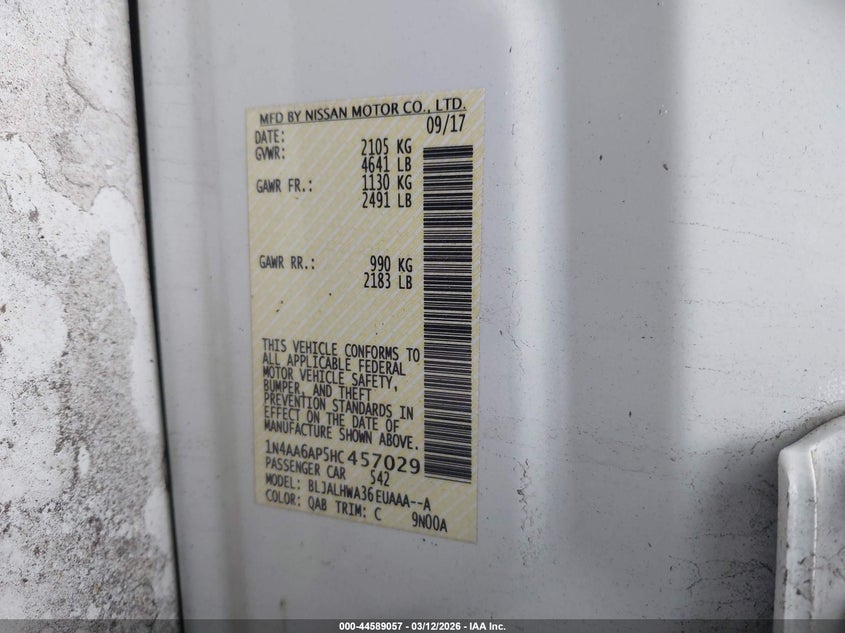 MFD BY NISSAN MOTOR CO., LTD.
DATE: 09/17
GVWR: 2105 KG
4641 LB
GAWR FR.: 1130 KG
2491 LB
GAWR RR.: 990 KG
2183 LB
THIS VEHICLE CONFORMS TO
ALL APPLICABLE FEDERAL
MOTOR VEHICLE SAFETY,
BUMPER, AND THEFT
PREVENTION STANDARDS IN
EFFECT ON THE DATE OF
MANUFACTURE SHOWN ABOVE.
1N4AA6AP5HC457029
PASSENGER CAR 542
MODEL: BLJALHWA36EUAAA--A
COLOR: QAB TRIM: C 9N00A
000-44589057 - 03/12/2026 - IAA Inc.